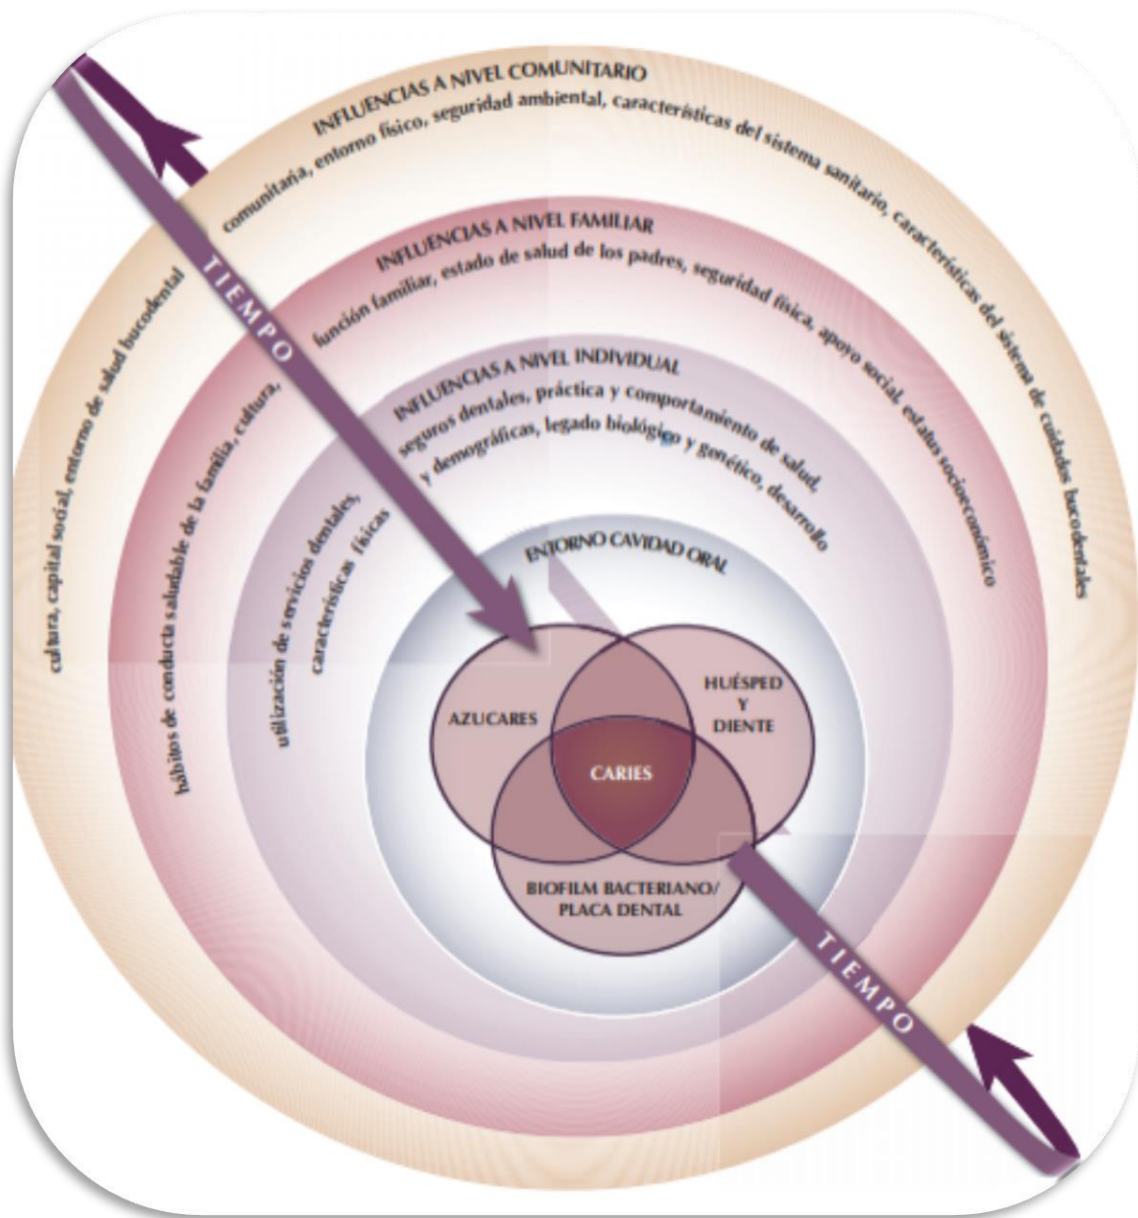 INFLUENCIAS A NIVEL COMUNITARIO
cultura, capital social, entorno de salud bucodental comunitaria, entorno físico, seguridad ambiental, características del sistema sanitario, características del sistema de cuidados bucodentales
INFLUENCIAS A NIVEL FAMILIAR
hábitos de conducta saludable de la familia, cultura, función familiar, estado de salud de los padres, seguridad física, apoyo social, estatus socioeconómico
INFLUENCIAS A NIVEL INDIVIDUAL
utilización de servicios dentales, seguros dentales, práctica y comportamiento de salud,
características físicas y demográficas, legado biológico y genético, desarrollo
ENTORNO CAVIDAD ORAL
TIEMPO
AZUCARES
HUÉSPED
Y
DIENTE
CARIES
BIOFILM BACTERIANO/
PLACA DENTAL
TIEMPO